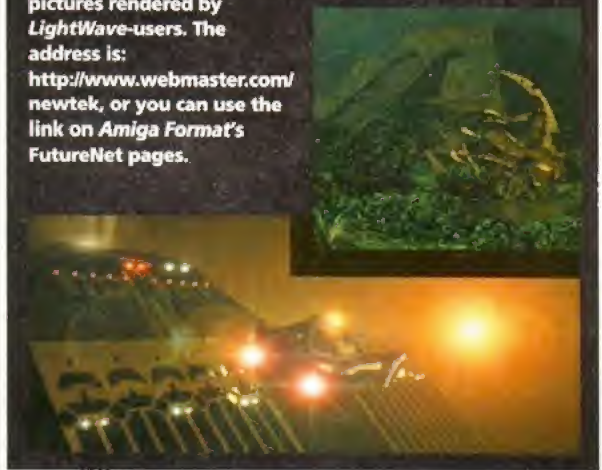 pictures rendered by
LightWave-users. The
address is:
http://www.webmaster.com/
newtek, or you can use the
link on Amiga Format's
FutureNet pages.